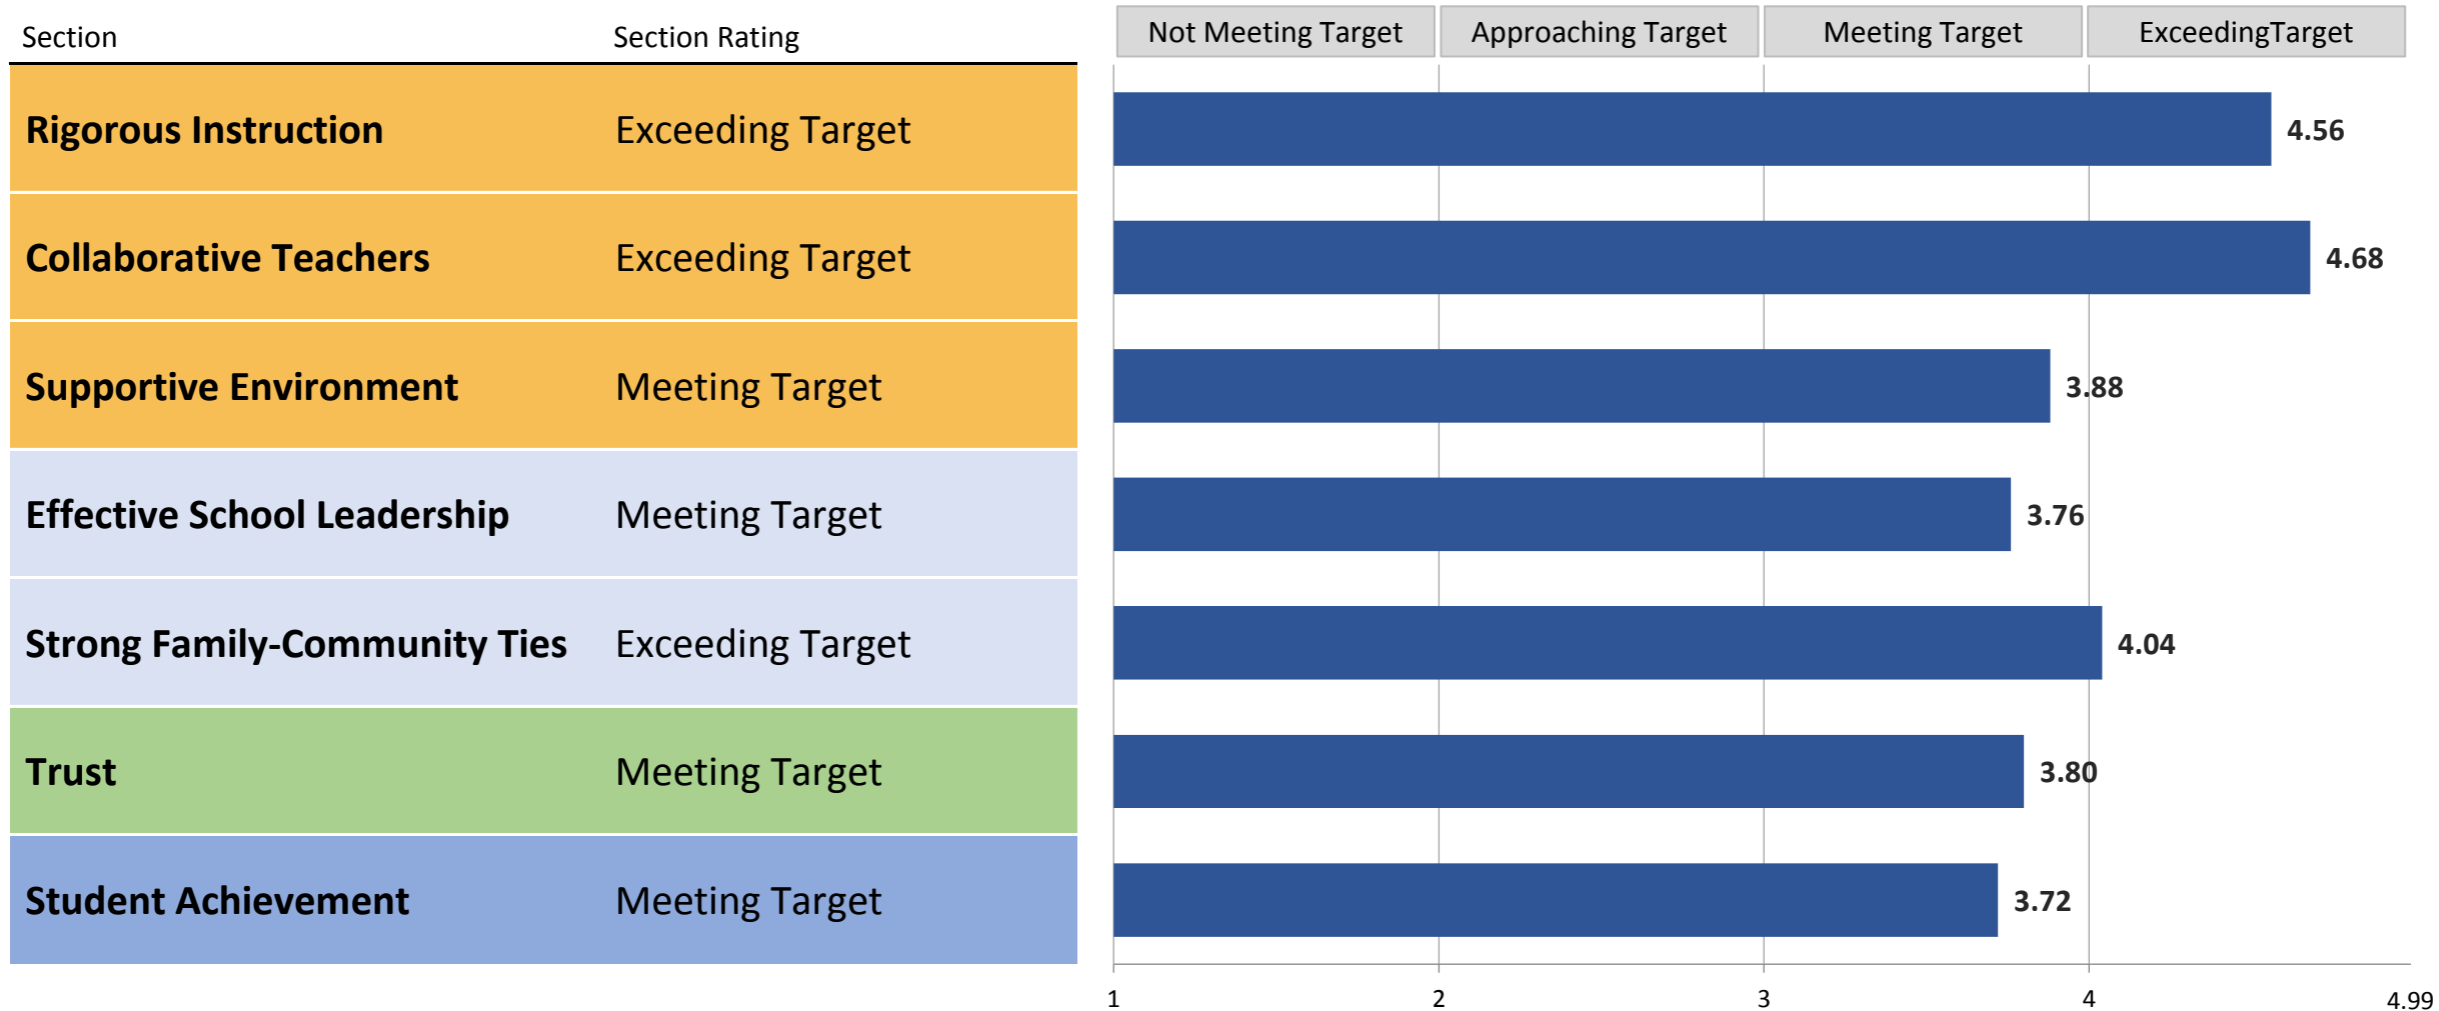 Section Section Rating Not Meeting Target Approaching Target Meeting Target ExceedingTarget
Rigorous Instruction Exceeding Target 4.56
Collaborative Teachers Exceeding Target 4.68
Supportive Environment Meeting Target 3.88
Effective School Leadership Meeting Target 3.76
Strong Family-Community Ties Exceeding Target 4.04
Trust Meeting Target 3.80
Student Achievement Meeting Target 3.72
1 2 3 4 4.99